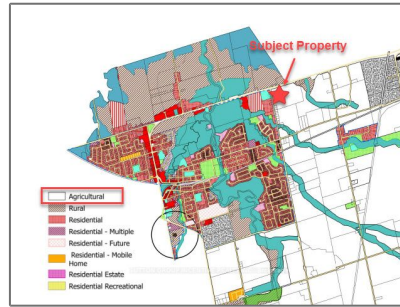 Subject Property
Agricultural
Rural
Residential
Residential - Multiple
Residential - Future
Residential - Mobile
Home
Residential Estate
Residential Recreational